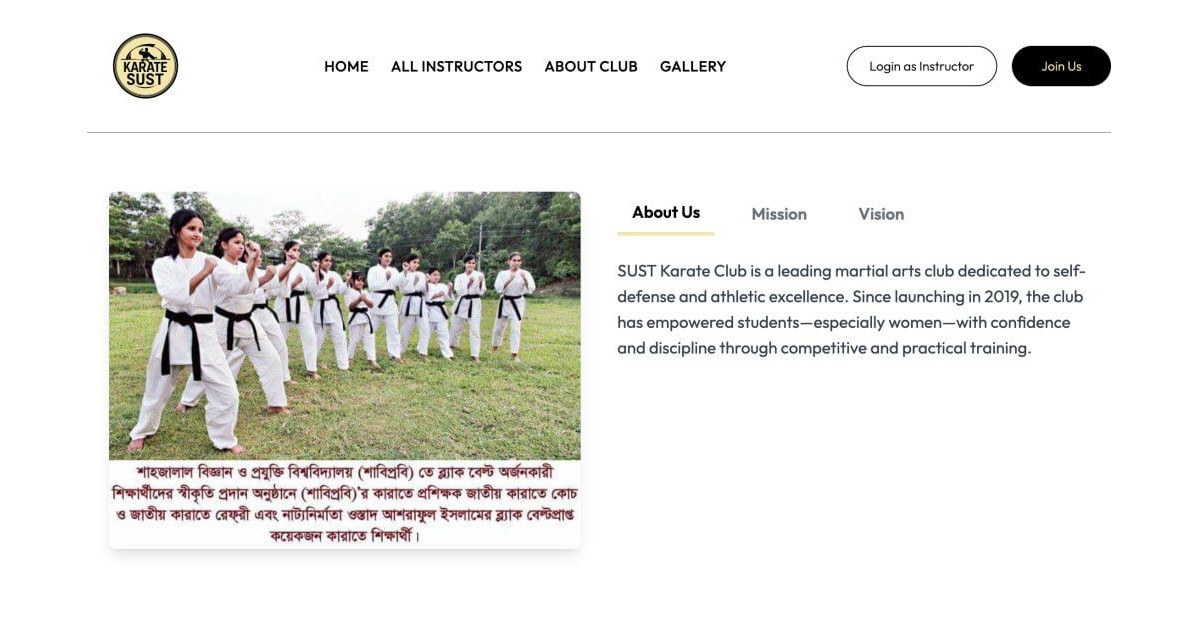 KARATE
SUST
HOME
ALL INSTRUCTORS
ABOUT CLUB
GALLERY
Login as Instructor
Join Us
শাহজালাল বিজ্ঞান ও প্রযুক্তি বিশ্ববিদ্যালয় (শাবিপ্রবি) তে ব্ল্যাক বেল্ট অর্জনকারী
শিক্ষার্থীদের স্বীকৃতি প্রদান অনুষ্ঠানে (শাবিপ্রবি)'র কারাতে প্রশিক্ষক জাতীয় কারাতে কোচ
ও জাতীয় কারাতে রেফ্রী এবং নাট্যনির্মাতা ওস্তাদ আশরাফুল ইসলামের ব্ল্যাক বেল্টপ্রাপ্ত
কয়েকজন কারাতে শিক্ষার্থী।
About Us
Mission
Vision
SUST Karate Club is a leading martial arts club dedicated to self-
defense and athletic excellence. Since launching in 2019, the club
has empowered students—especially women—with confidence
and discipline through competitive and practical training.